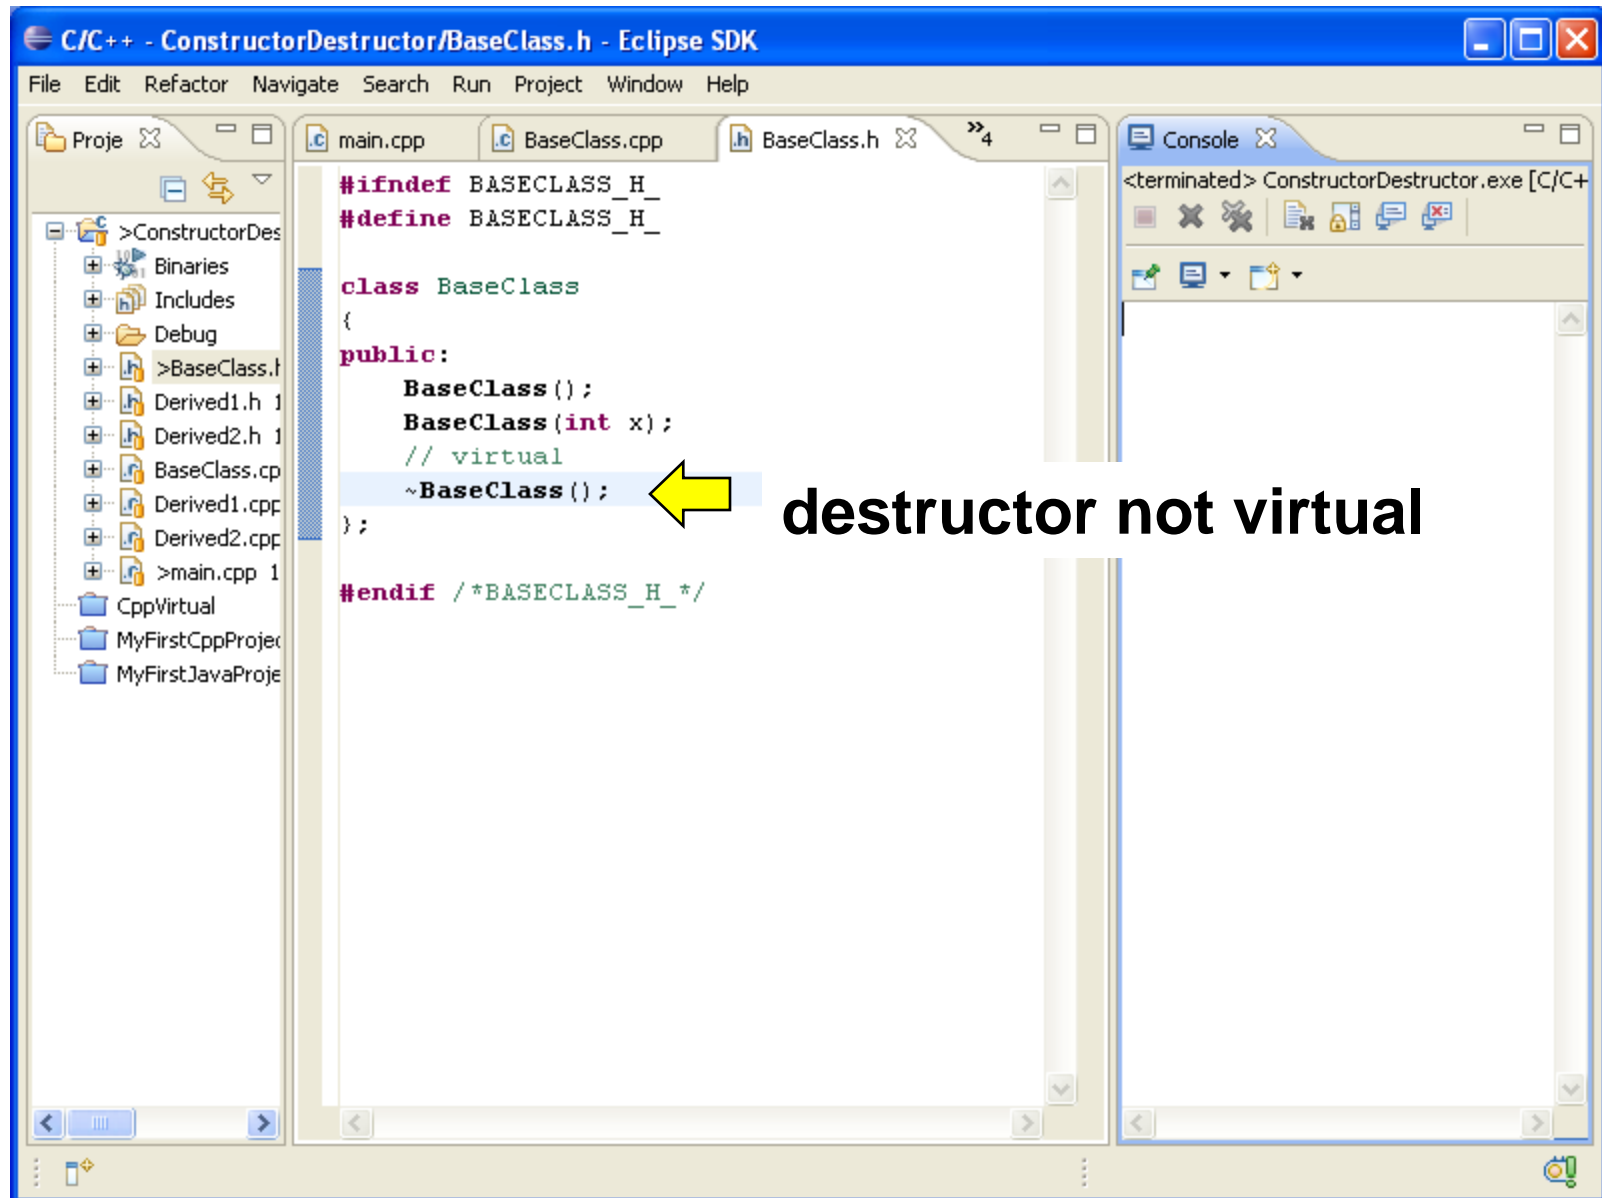 C/C++ - ConstructorDestructor/BaseClass.h - Eclipse SDK
File Edit Refactor Navigate Search Run Project Window Help
Proje
>ConstructorDes
Binaries
Includes
Debug
>BaseClass.h
Derived1.h 1
Derived2.h 1
BaseClass.cp
Derived1.cpp
Derived2.cpp
>main.cpp 1
CppVirtual
MyFirstCppProjec
MyFirstJavaProje
main.cpp
BaseClass.cpp
BaseClass.h
»4
#ifndef BASECLASS_H_
#define BASECLASS_H_
class BaseClass
{
public:
BaseClass();
BaseClass(int x);
// virtual
~BaseClass();
};
#endif /*BASECLASS_H_*/
destructor not virtual
Console
<terminated> ConstructorDestructor.exe [C/C+